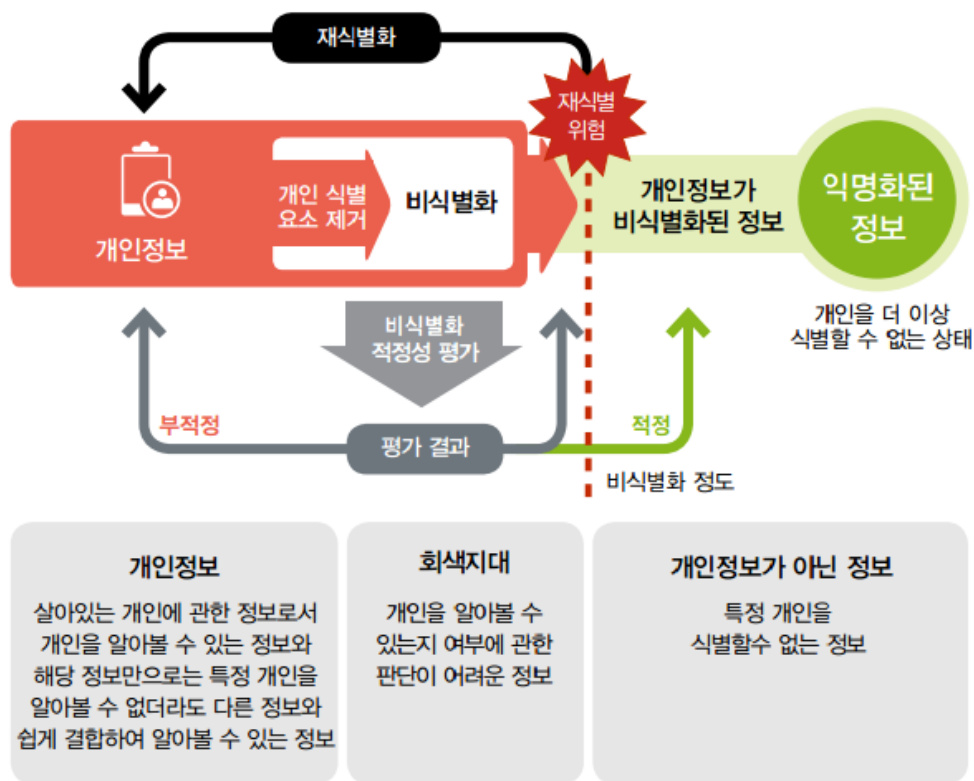 재식별화
재식별
위험
개인정보
개인 식별
요소 제거
비식별화
개인정보가
비식별화된 정보
익명화된
정보
개인을 더 이상
식별할 수 없는 상태
비식별화
적정성 평가
부적정
평가 결과
적정
비식별화 정도
개인정보
살아있는 개인에 관한 정보로서
개인을 알아볼 수 있는 정보와
해당 정보만으로는 특정 개인을
알아볼 수 없더라도 다른 정보와
쉽게 결합하여 알아볼 수 있는 정보
회색지대
개인을 알아볼 수
있는지 여부에 관한
판단이 어려운 정보
개인정보가 아닌 정보
특정 개인을
식별할수 없는 정보